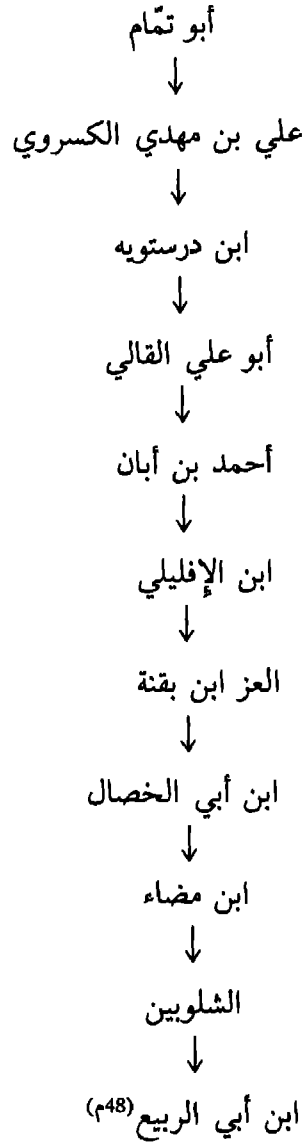 أبو تمّام
↓
علي بن مهدي الكسروي
↓
ابن درستويه
↓
أبو علي القالي
↓
أحمد بن أبان
↓
ابن الإفليلي
↓
العز ابن بقنة
↓
ابن أبي الخصال
↓
ابن مضاء
↓
الشلوبين
↓
ابن أبي الربيع(48م)